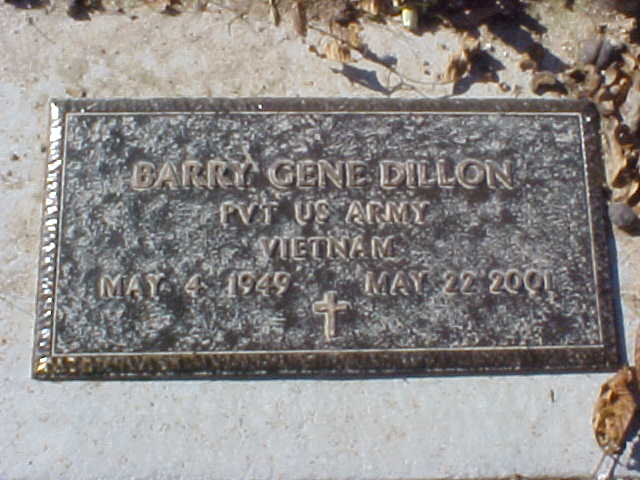 BARRY GENE DILLON
PVT US ARMY
VIETNAM
MAY 4 1949 MAY 22 2001